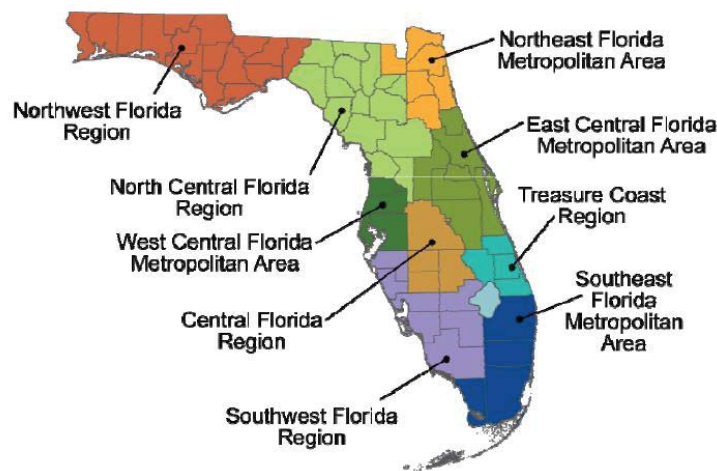 Northeast Florida
Metropolitan Area
Northwest Florida
Region
East Central Florida
Metropolitan Area
North Central Florida
Region
Treasure Coast
Region
West Central Florida
Metropolitan Area
Southeast
Florida
Metropolitan
Area
Central Florida
Region
Southwest Florida
Region